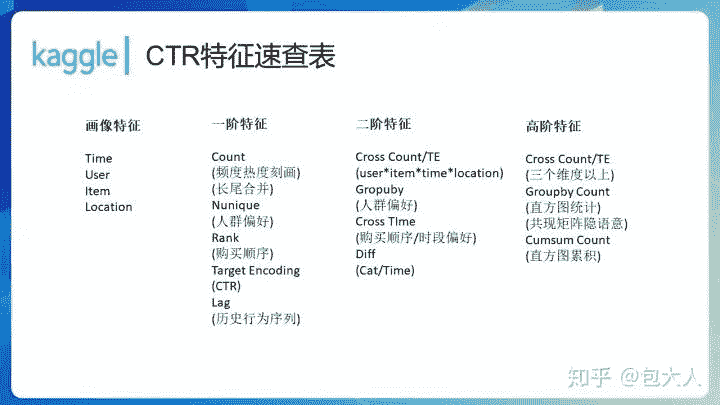 kaggle
CTR特征速查表
画像特征
Time
User
Item
Location
一阶特征
Count
(频度热度刻画)
(长尾合并)
Nunique
(人群偏好)
Rank
(购买顺序)
Target Encoding
(CTR)
Lag
(历史行为序列)
二阶特征
Cross Count/TE
(user*item*time*location)
Gropuby
(人群偏好)
Cross TIme
(购买顺序/时段偏好)
Diff
(Cat/Time)
高阶特征
Cross Count/TE
(三个维度以上)
Groupby Count
(直方图统计)
(共现矩阵隐语意)
Cumsum Count
(直方图累积)
知乎 @包大人